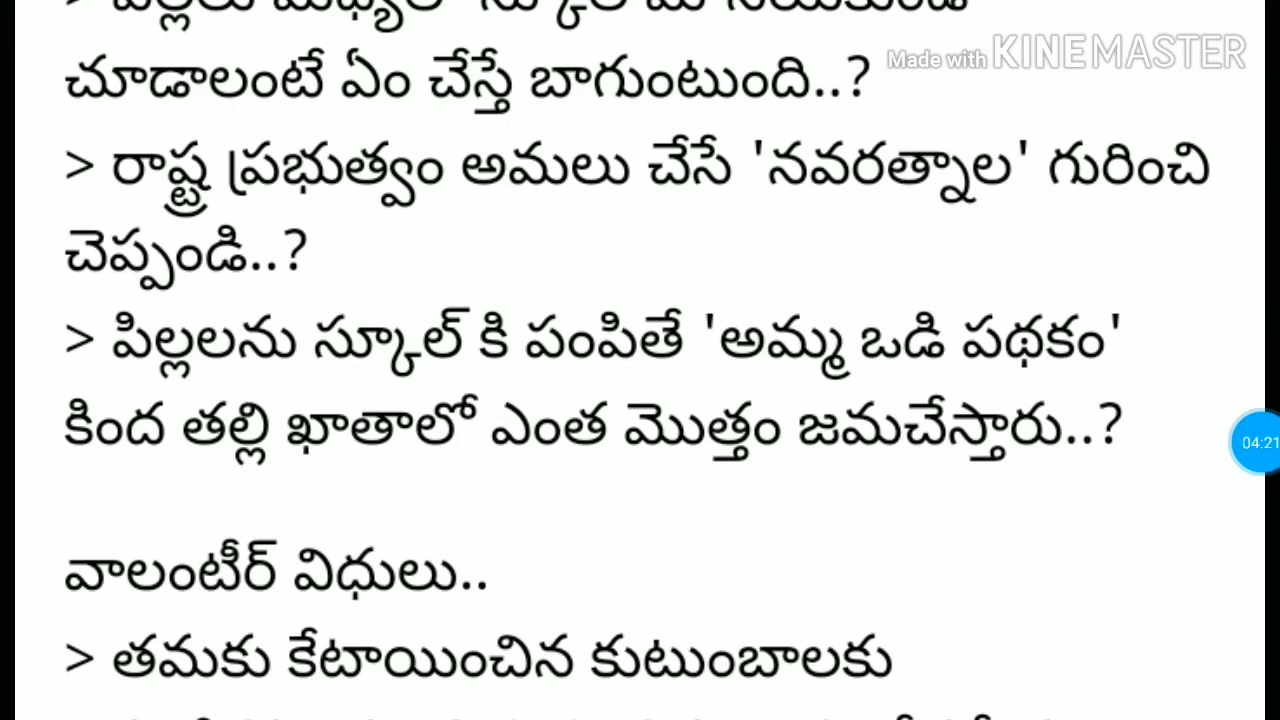 చూడాలంటే ఏం చేస్తే బాగుంటుంది..?
Made with KINEMASTER
> రాష్ట్ర ప్రభుత్వం అమలు చేసే 'నవరత్నాల' గురించి
చెప్పండి..?
> పిల్లలను స్కూల్ కి పంపితే 'అమ్మ ఒడి పథకం'
కింద తల్లి ఖాతాలో ఎంత మొత్తం జమచేస్తారు..?
04:21
వాలంటీర్ విధులు..
> తమకు కేటాయించిన కుటుంబాలకు